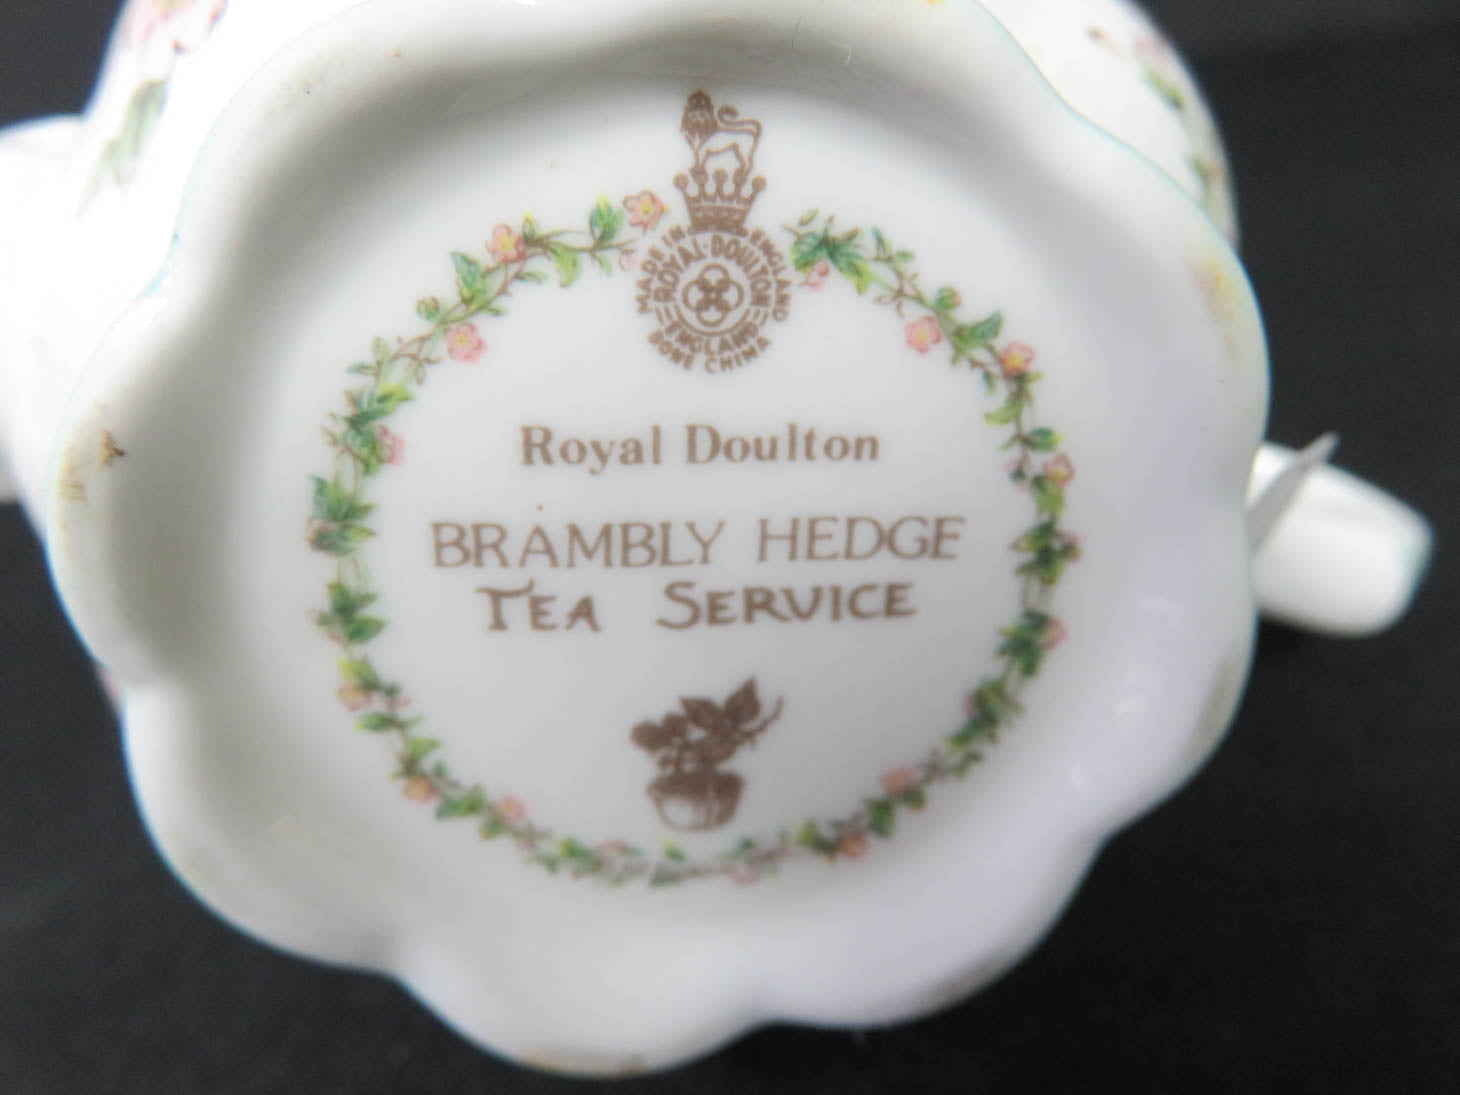 MADE IN ENGLAND
ROYAL · DOULTON
ENGLAND
BONE CHINA
Royal Doulton
BRAMBLY HEDGE
TEA SERVICE